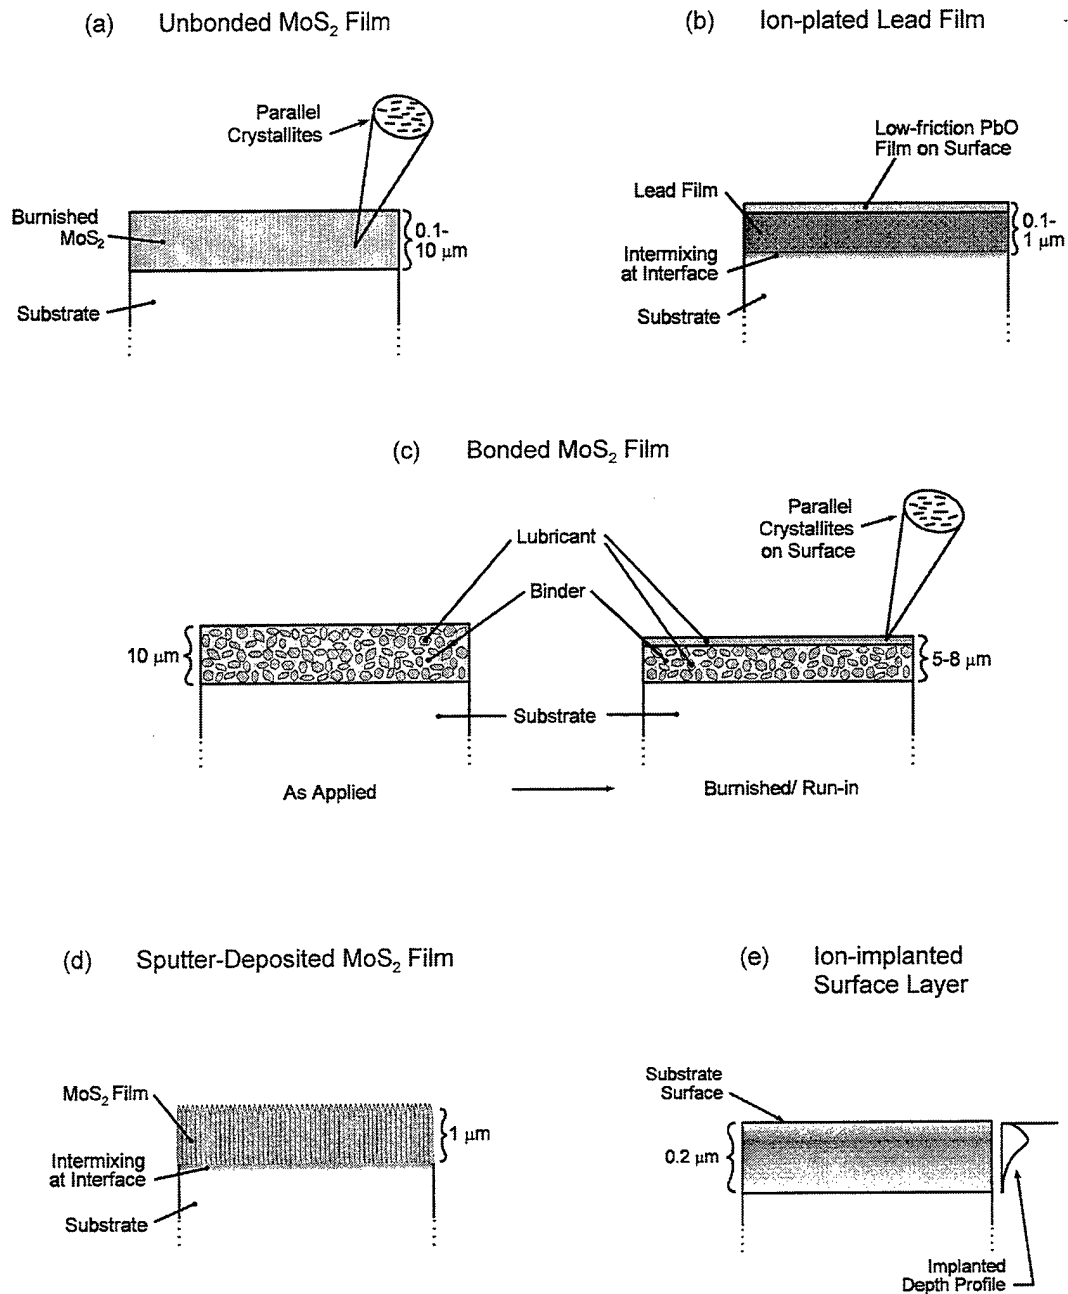 (a) Unbonded MoS₂ Film
Parallel
Crystallites
Burnished
MoS₂
0.1-
10 μm
Substrate
(b) Ion-plated Lead Film
Low-friction PbO
Film on Surface
Lead Film
0.1-
1 μm
Intermixing
at Interface
Substrate
(c) Bonded MoS₂ Film
Parallel
Crystallites
on Surface
Lubricant
Binder
10 μm
5-8 μm
Substrate
As Applied
Burnished/ Run-in
(d) Sputter-Deposited MoS₂ Film
MoS₂ Film
1 μm
Intermixing
at Interface
Substrate
(e) Ion-implanted
Surface Layer
Substrate
Surface
0.2 μm
Implanted
Depth Profile